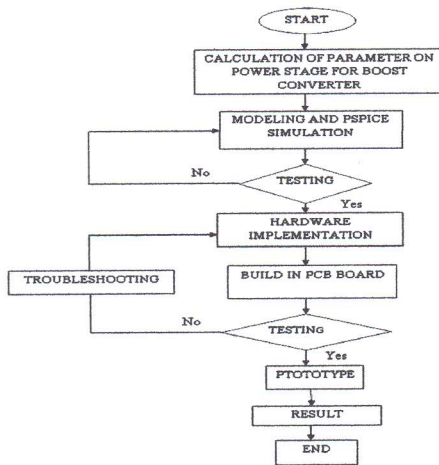 START
CALCULATION OF PARAMETER ON
POWER STAGE FOR BOOST
CONVERTER
MODELING AND PSPICE
SIMULATION
No
TESTING
Yes
HARDWARE
IMPLEMENTATION
TROUBLESHOOTING
BUILD IN PCB BOARD
No
TESTING
Yes
PTOTOTYPE
RESULT
END